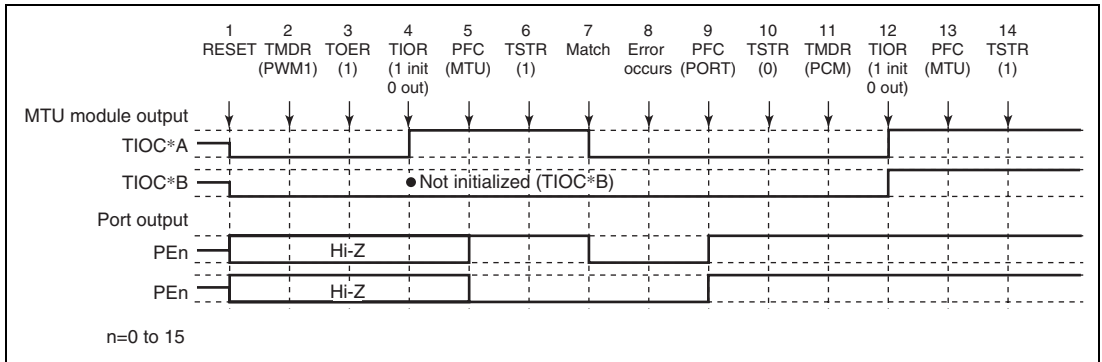 1 2 3 4 5 6 7 8 9 10 11 12 13 14
RESET TMDR TOER TIOR PFC TSTR Match Error PFC TSTR TMDR TIOR PFC TSTR
(PWM1) (1) (1 init (MTU) (1) occurs (PORT) (0) (PCM) (1 init (MTU) (1)
0 out) 0 out)
MTU module output
TIOC*A
TIOC*B
● Not initialized (TIOC*B)
Port output
PEn
Hi-Z
PEn
Hi-Z
n=0 to 15